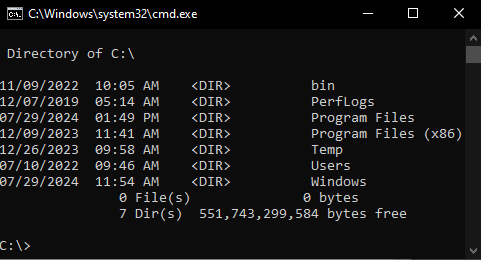 C:\Windows\system32\cmd.exe
Directory of C:\
11/09/2022  10:05 AM    <DIR>          bin
12/07/2019  05:14 AM    <DIR>          PerfLogs
07/29/2024  01:49 PM    <DIR>          Program Files
12/09/2023  11:41 AM    <DIR>          Program Files (x86)
12/26/2023  09:58 AM    <DIR>          Temp
07/10/2022  09:46 AM    <DIR>          Users
07/29/2024  11:54 AM    <DIR>          Windows
               0 File(s)              0 bytes
               7 Dir(s)  551,743,299,584 bytes free
C:\>